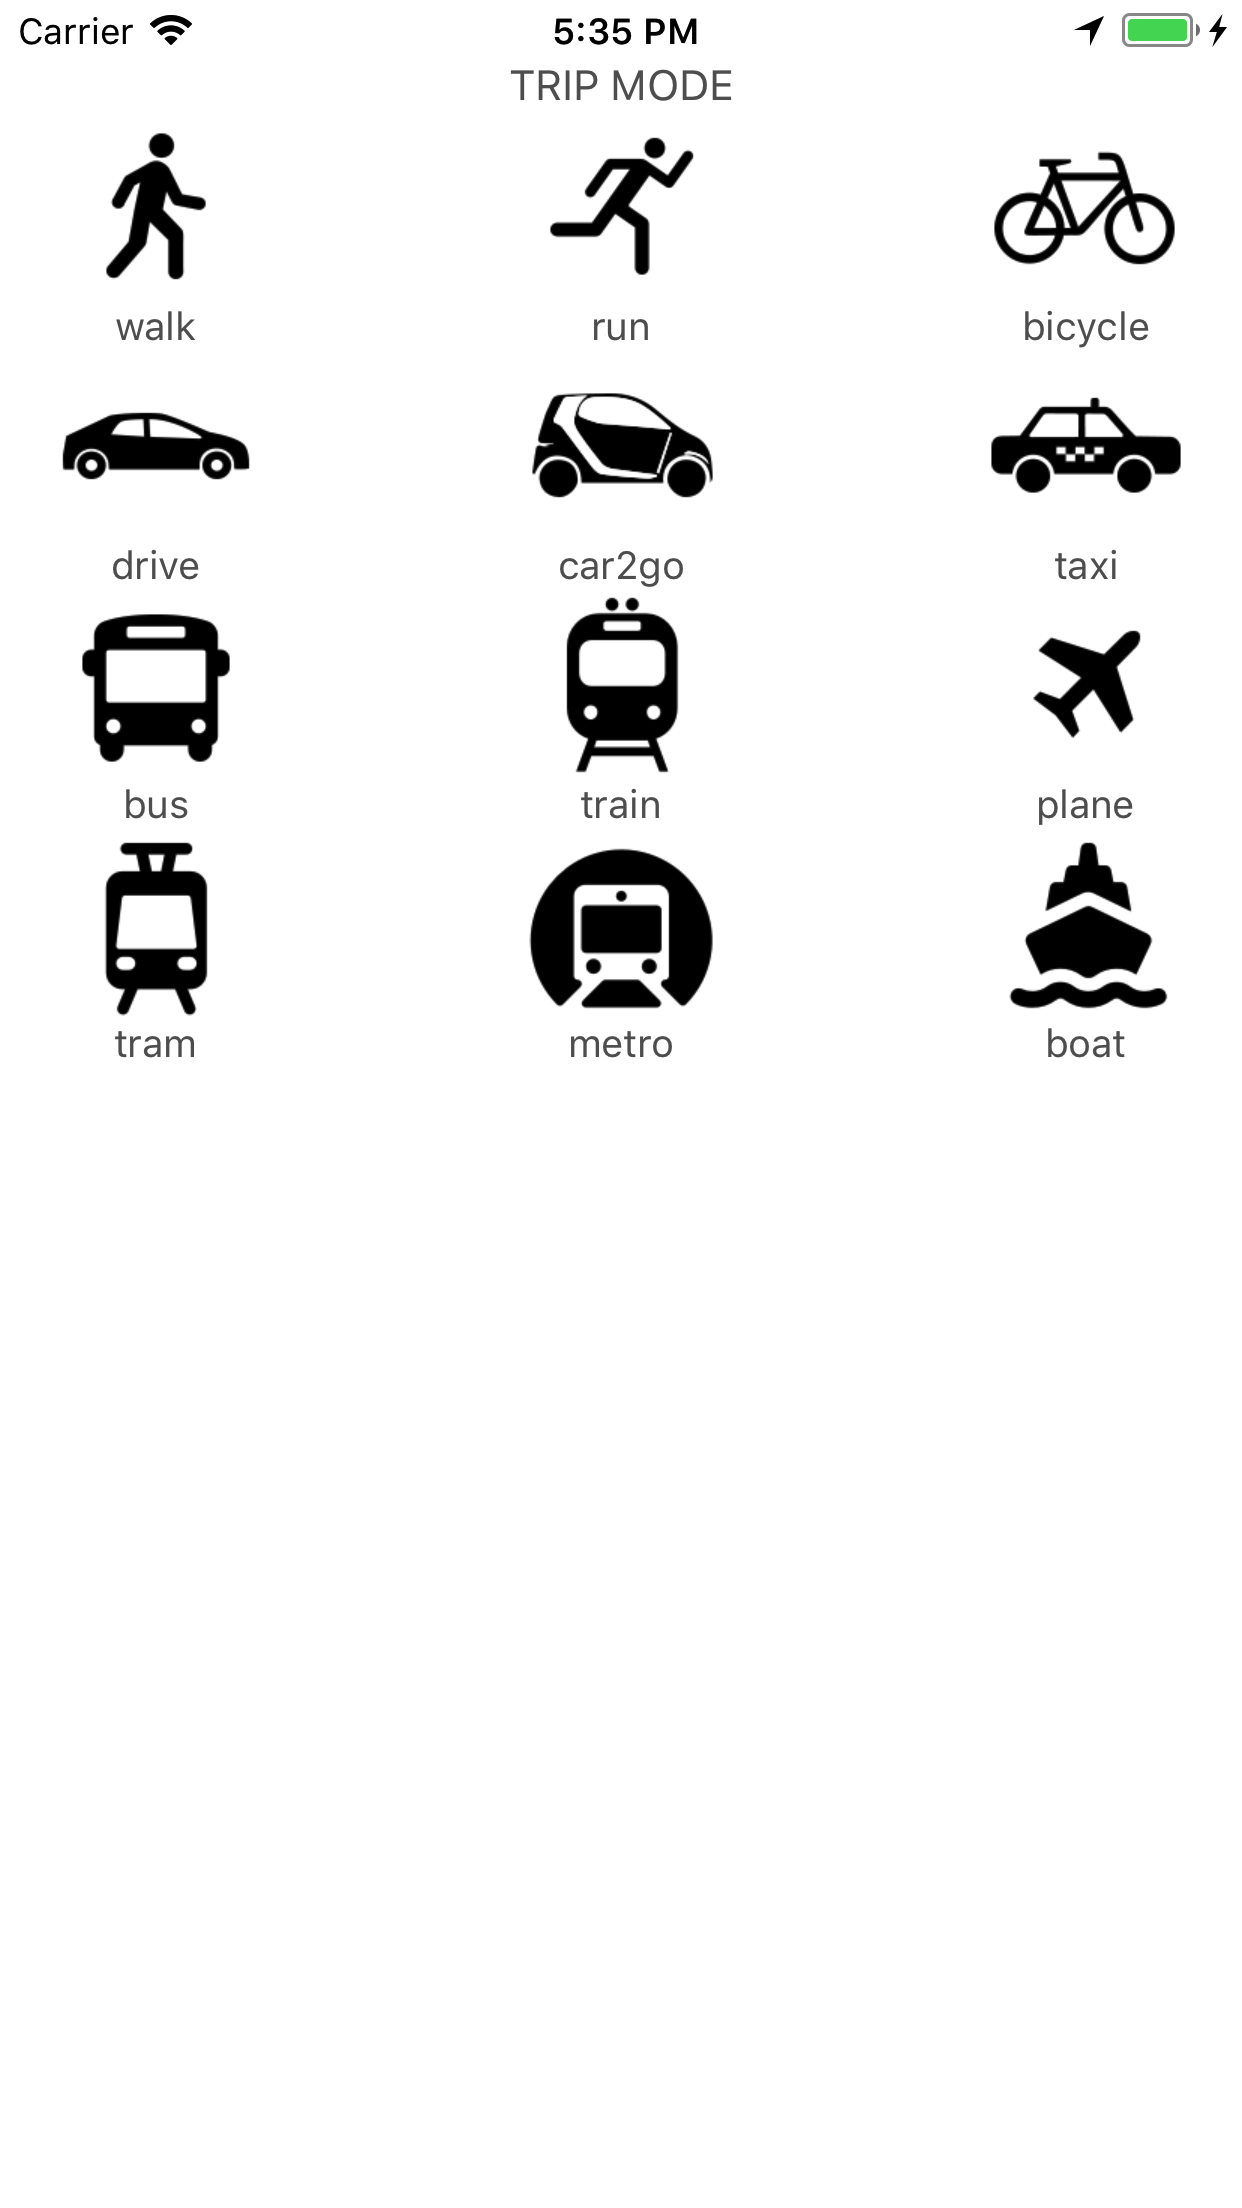 Carrier 5:35 PM
TRIP MODE
walk run bicycle
drive car2go taxi
bus train plane
tram metro boat